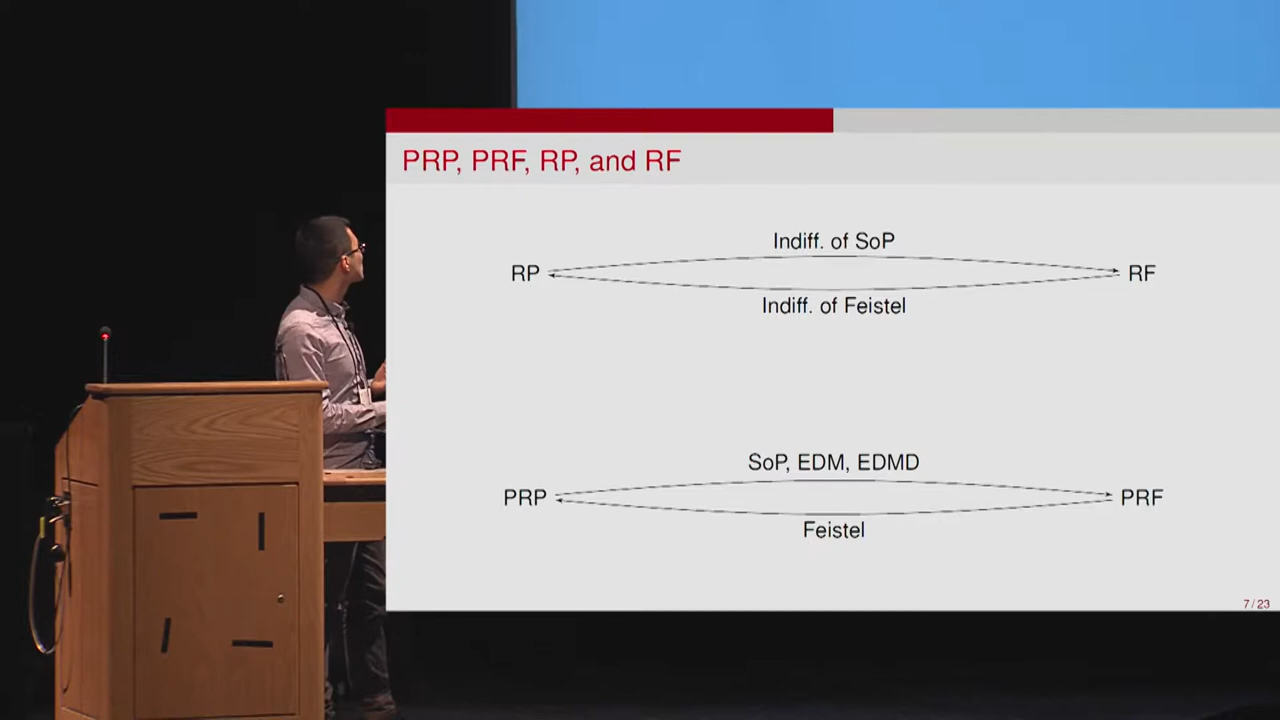 PRP, PRF, RP, and RF
Indiff. of SoP
RP
RF
Indiff. of Feistel
SoP, EDM, EDMD
PRP
PRF
Feistel
7 / 23